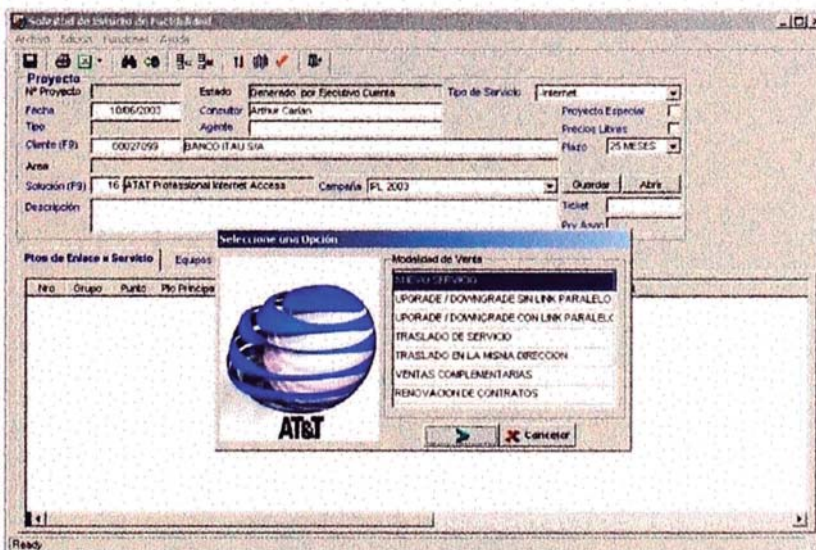 Solicitud de Estudio de Factibilidad
Archivo Edición Funciones Ayuda
Proyecto
Nº Proyecto Estado Generado por Ejecutivo Cuenta Tipo de Servicio Internet
Fecha 10/06/2003 Consultor Arthur Carlan Proyecto Especial
Tipo Agente Precios Libres
Cliente (F9) 00027099 BANCO ITAU S/A Plazo 25 MESES
Area
Solución (F9) 16 AT&T Professional Internet Access Campaña IPL 2003 Guardar Abrir
Descripción Ticket
Pry Asoc
Seleccione una Opción
Ptos de Enlace a Servicio Equipos
Modalidad de Venta
Nro Grupo Punto Pto Principa
NUEVO SERVICIO
UPGRADE / DOWNGRADE SIN LINK PARALELO
UPGRADE / DOWNGRADE CON LINK PARALELO
TRASLADO DE SERVICIO
TRASLADO EN LA MISMA DIRECCION
VENTAS COMPLEMENTARIAS
RENOVACION DE CONTRATOS
AT&T
Cancelar
Ready